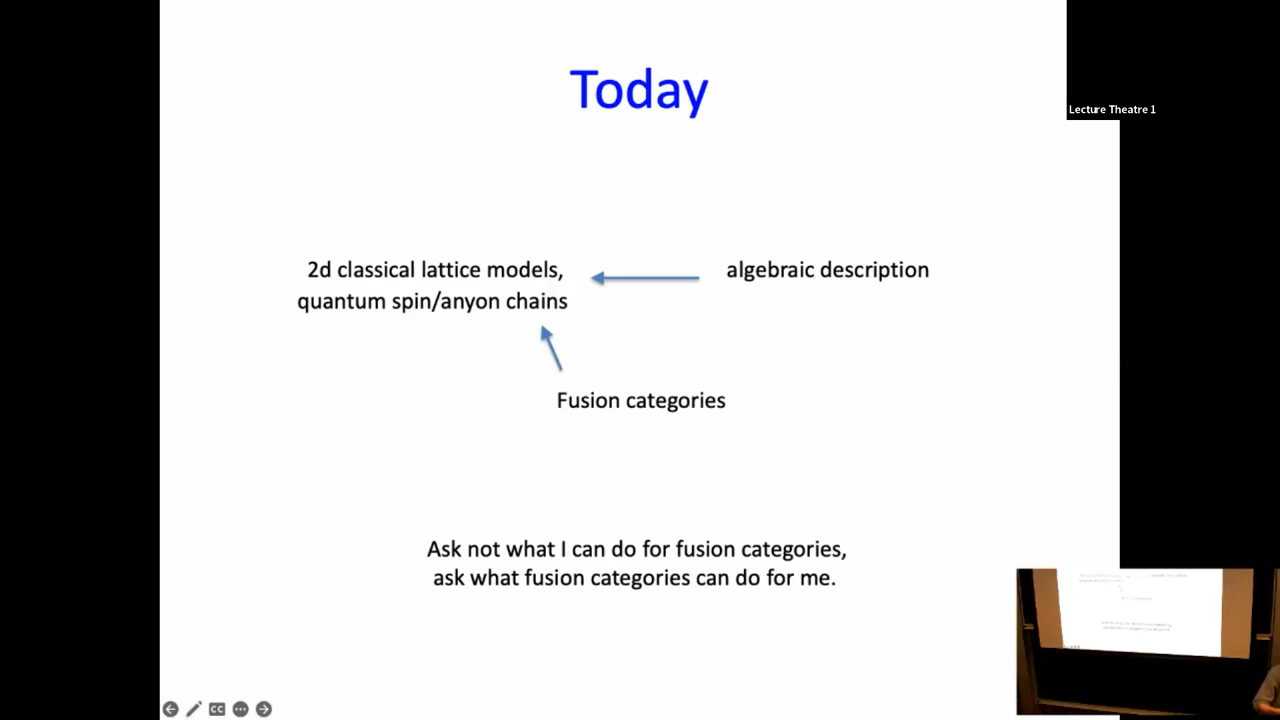 Today
Lecture Theatre 1
2d classical lattice models,
quantum spin/anyon chains
algebraic description
Fusion categories
Ask not what I can do for fusion categories,
ask what fusion categories can do for me.
CC